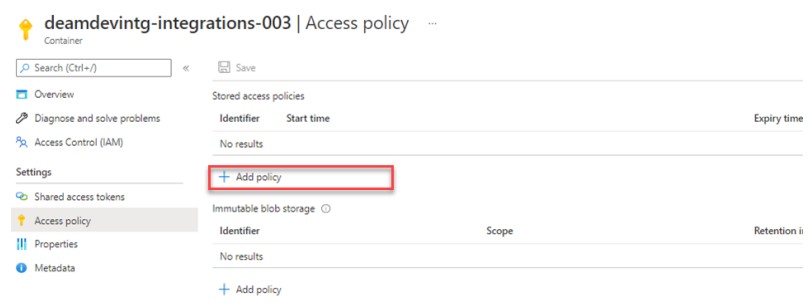 deamdevintg-integrations-003 | Access policy ...
Container
Search (Ctrl+/) «
Save
Overview
Diagnose and solve problems
Access Control (IAM)
Settings
Shared access tokens
Access policy
Properties
Metadata
Stored access policies
Identifier Start time Expiry time
No results
+ Add policy
Immutable blob storage
Identifier Scope Retention in
No results
+ Add policy